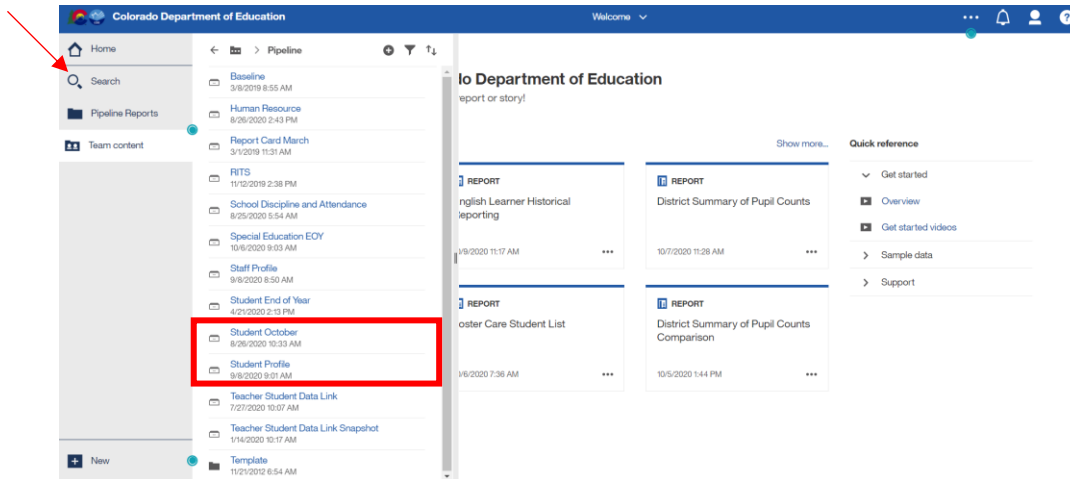 Colorado Department of Education
Welcome
Home
Search
Pipeline Reports
Team content
New
Pipeline
Baseline
3/8/2019 8:55 AM
Human Resource
8/26/2020 2:43 PM
Report Card March
3/1/2019 11:31 AM
RITS
11/12/2019 2:38 PM
School Discipline and Attendance
8/25/2020 5:54 AM
Special Education EOY
10/6/2020 9:03 AM
Staff Profile
9/8/2020 8:50 AM
Student End of Year
4/21/2020 2:13 PM
Student October
8/26/2020 10:33 AM
Student Profile
9/8/2020 9:01 AM
Teacher Student Data Link
7/27/2020 10:07 AM
Teacher Student Data Link Snapshot
1/14/2020 10:17 AM
Template
11/21/2012 6:54 AM
do Department of Education
report or story!
Show more...
REPORT
nglish Learner Historical
eporting
/9/2020 11:17 AM
REPORT
District Summary of Pupil Counts
10/7/2020 11:28 AM
REPORT
oster Care Student List
/6/2020 7:36 AM
REPORT
District Summary of Pupil Counts
Comparison
10/5/2020 1:44 PM
Quick reference
Get started
Overview
Get started videos
Sample data
Support